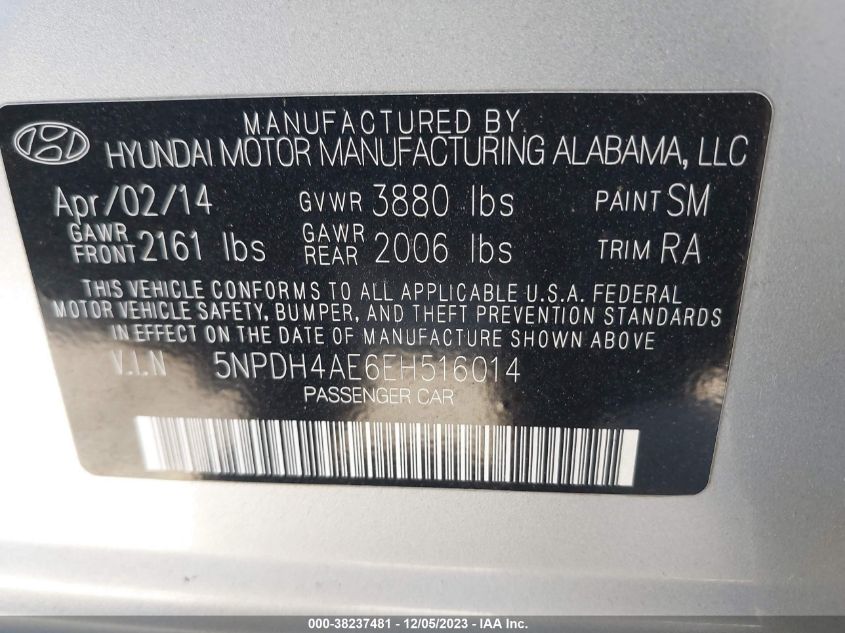 MANUFACTURED BY
HYUNDAI MOTOR MANUFACTURING ALABAMA, LLC
Apr/02/14 GVWR 3880 lbs PAINT SM
GAWR FRONT 2161 lbs GAWR REAR 2006 lbs TRIM RA
THIS VEHICLE CONFORMS TO ALL APPLICABLE U.S.A. FEDERAL
MOTOR VEHICLE SAFETY, BUMPER, AND THEFT PREVENTION STANDARDS
IN EFFECT ON THE DATE OF MANUFACTURE SHOWN ABOVE.
V.I.N 5NPDH4AE6EH516014
PASSENGER CAR
000-38237481 - 12/05/2023 - IAA Inc.